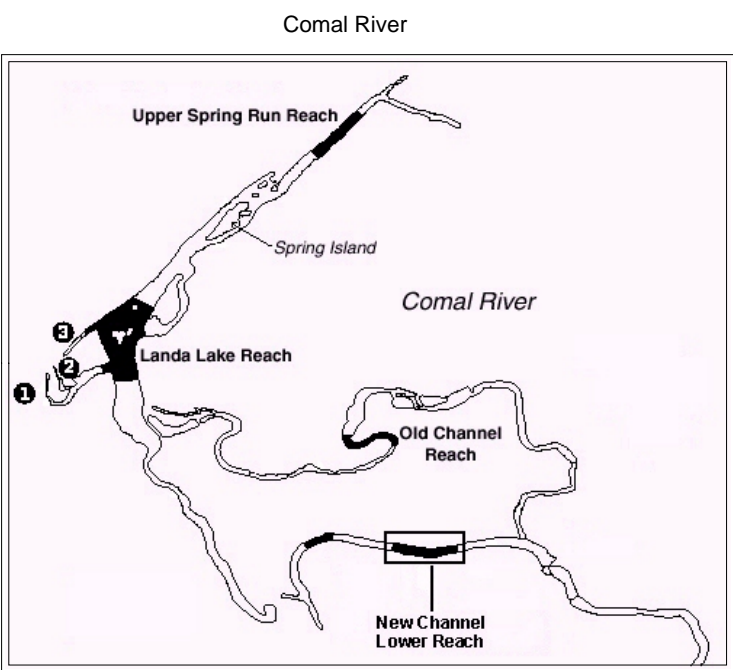 Comal River
Upper Spring Run Reach
Spring Island
Comal River
3
Landa Lake Reach
2
1
Old Channel
Reach
New Channel
Lower Reach